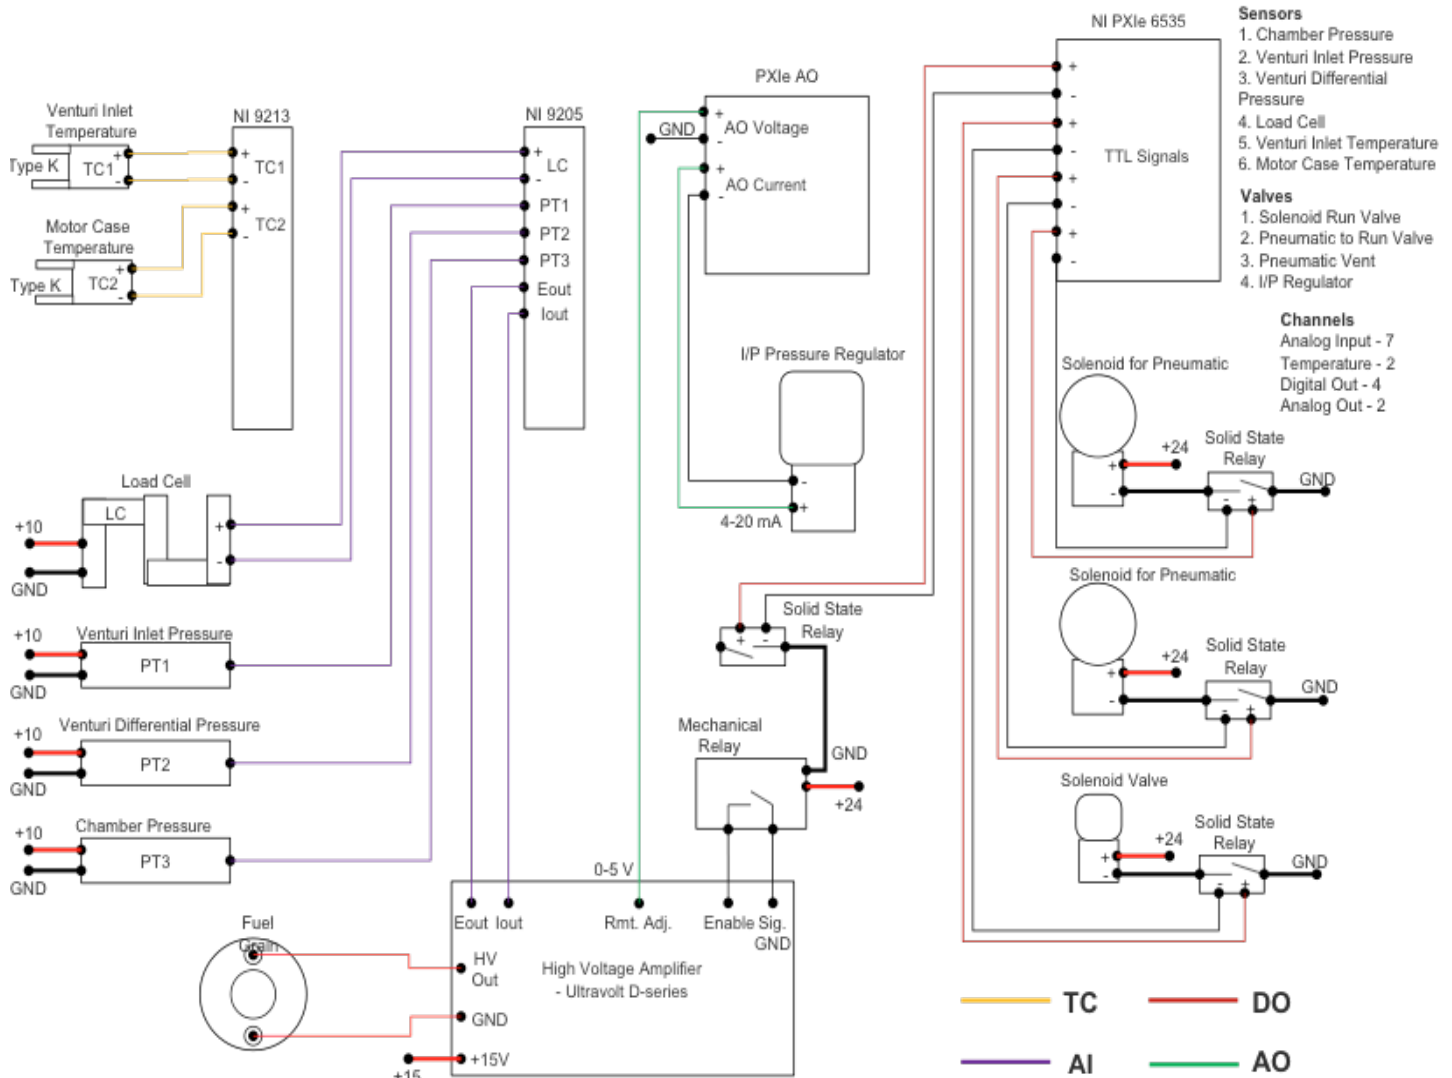 NI PXIe 6535
Sensors
1. Chamber Pressure
2. Venturi Inlet Pressure
3. Venturi Differential
Pressure
4. Load Cell
5. Venturi Inlet Temperature
6. Motor Case Temperature
Valves
1. Solenoid Run Valve
2. Pneumatic to Run Valve
3. Pneumatic Vent
4. I/P Regulator
Channels
Analog Input - 7
Temperature - 2
Digital Out - 4
Analog Out - 2
Venturi Inlet
Temperature
Type K
TC1
+
-
Motor Case
Temperature
Type K
TC2
+
-
NI 9213
+
TC1
-
+
TC2
-
NI 9205
+
LC
-
PT1
PT2
PT3
Eout
Iout
PXIe AO
+
AO Voltage
GND
-
+
AO Current
-
+
-
+
-
TTL Signals
+
-
+
-
I/P Pressure Regulator
-
+
4-20 mA
Load Cell
LC
+
-
+10
GND
Venturi Inlet Pressure
+10
PT1
GND
Venturi Differential Pressure
+10
PT2
GND
Chamber Pressure
+10
PT3
GND
Solid State
Relay
+ -
Mechanical
Relay
GND
+24
Solenoid for Pneumatic
+
-
+24
Solid State
Relay
GND
- +
Solenoid for Pneumatic
+
-
+24
Solid State
Relay
GND
- +
Solenoid Valve
+
-
+24
Solid State
Relay
GND
- +
0-5 V
Eout Iout
Rmt. Adj.
Enable Sig.
GND
Fuel
Grain
HV
Out
GND
+15V
+15
High Voltage Amplifier
- Ultravolt D-series
TC
DO
AI
AO